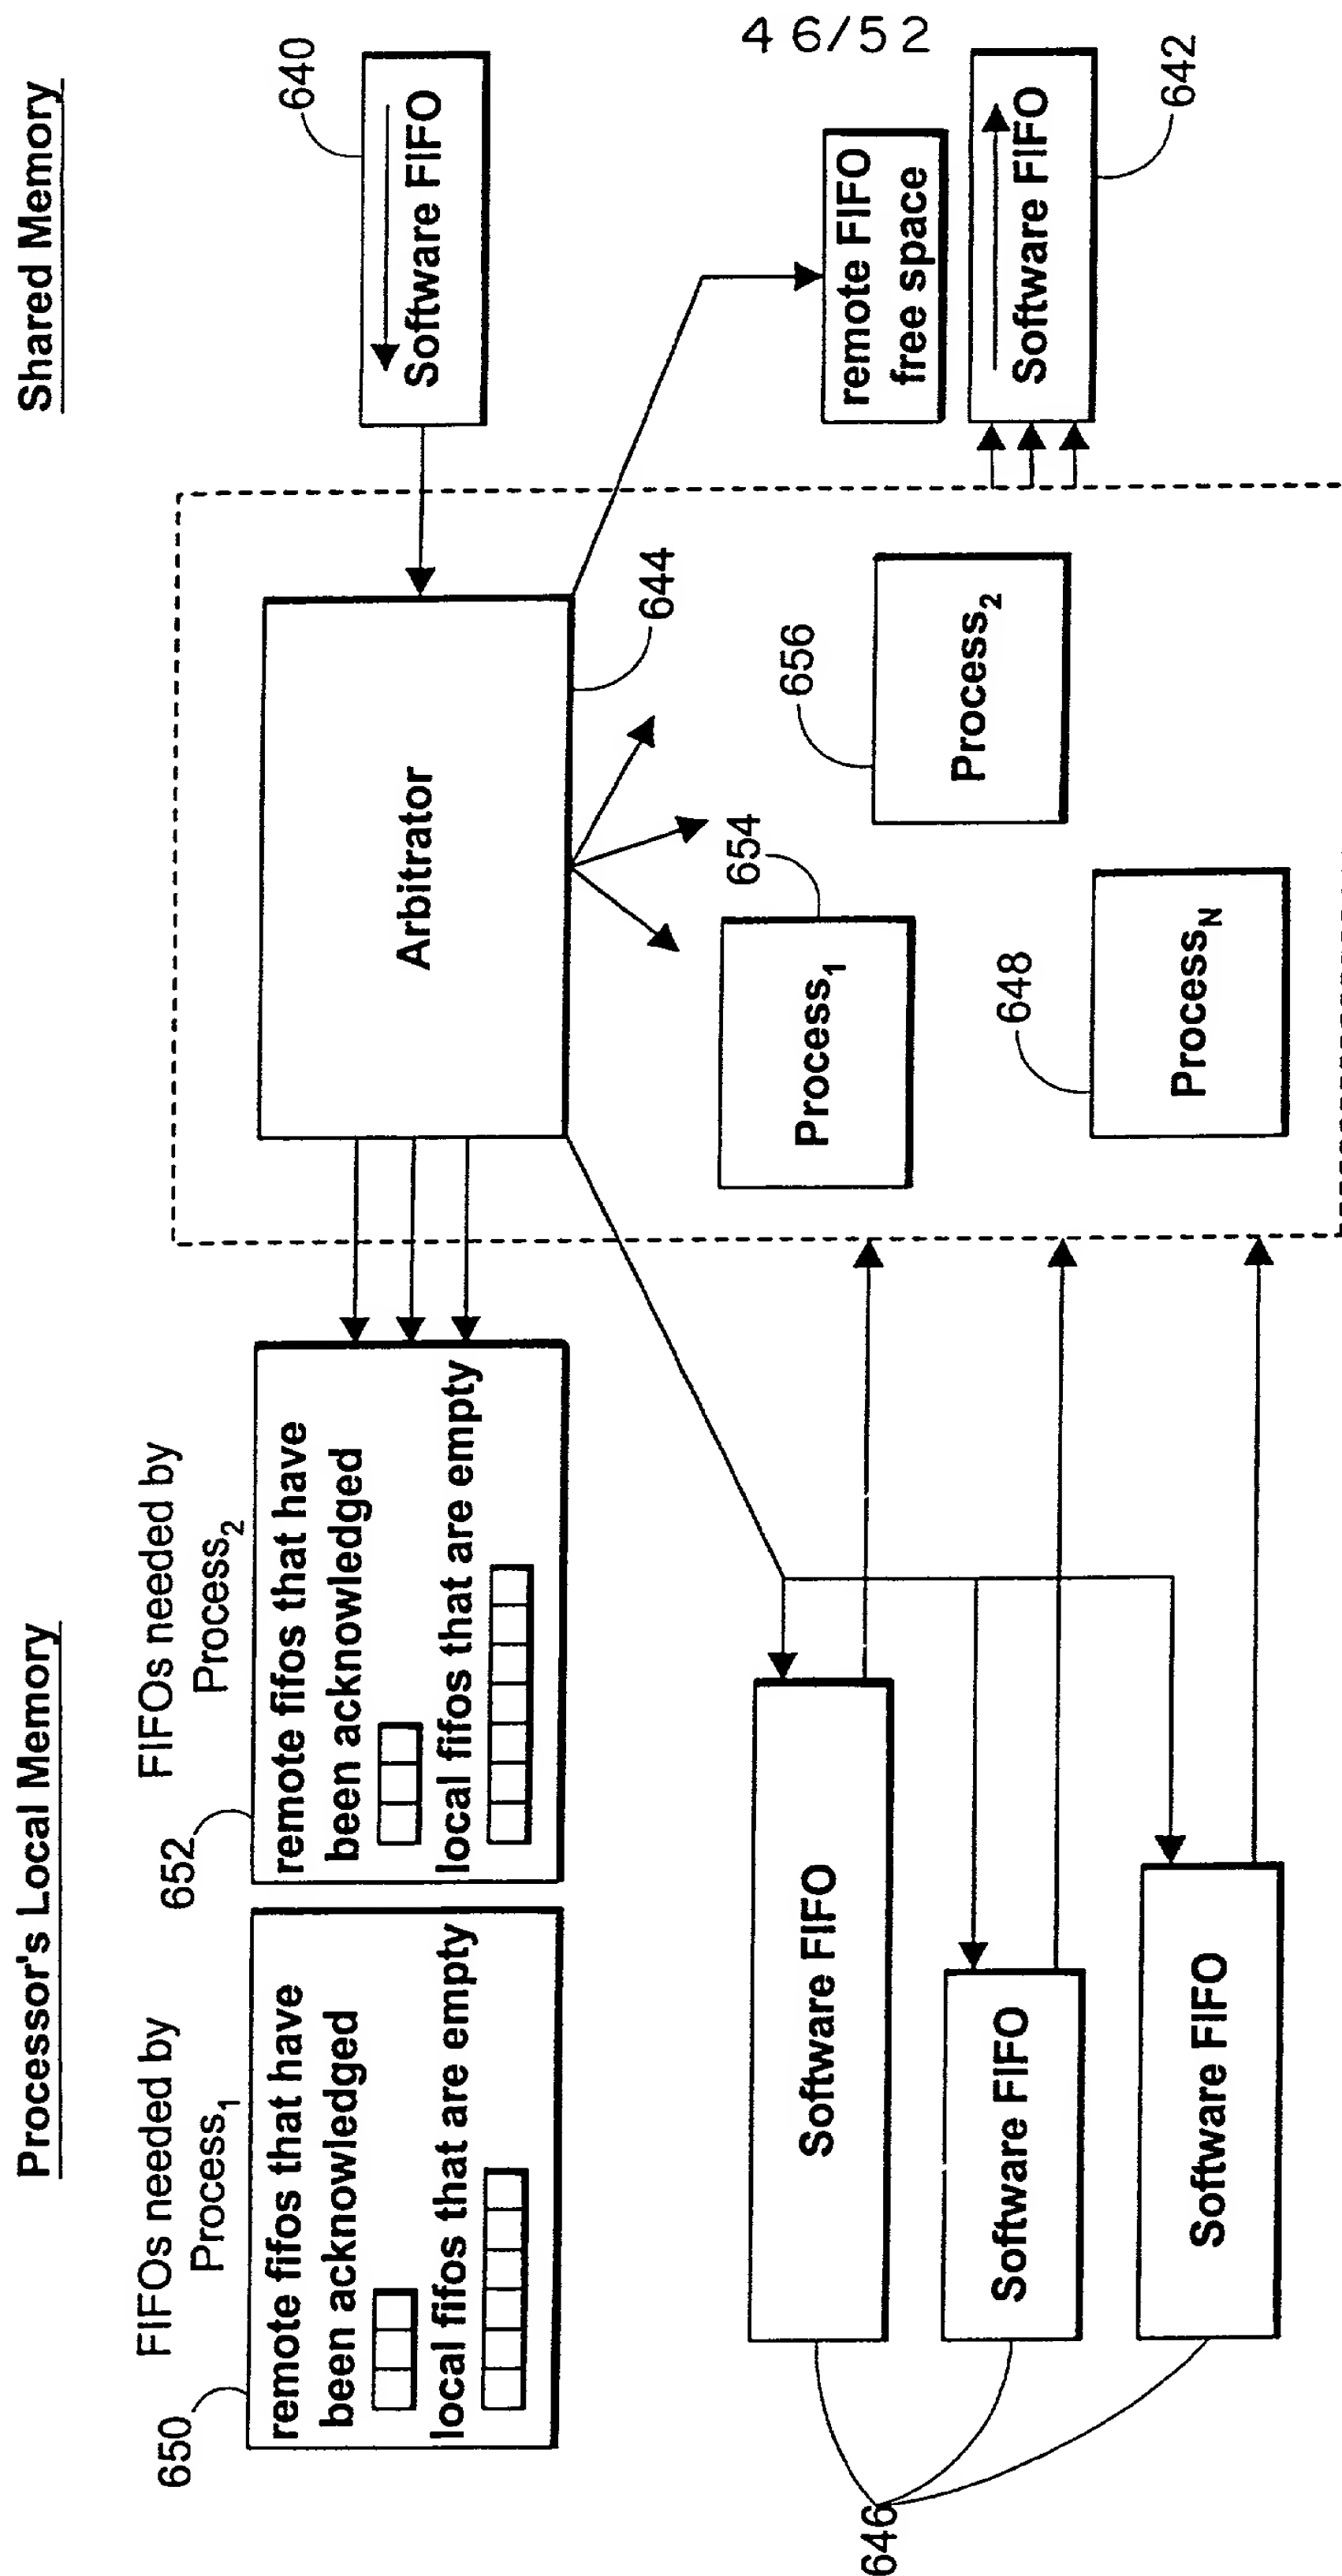 46/52
Processor's Local Memory
Shared Memory
FIFOs needed by
Process1
650
remote fifos that have
been acknowledged
local fifos that are empty
FIFOs needed by
Process2
652
remote fifos that have
been acknowledged
local fifos that are empty
Arbitrator
644
640
Software FIFO
remote FIFO
free space
Software FIFO
642
654
Process1
656
Process2
648
ProcessN
Software FIFO
Software FIFO
Software FIFO
646